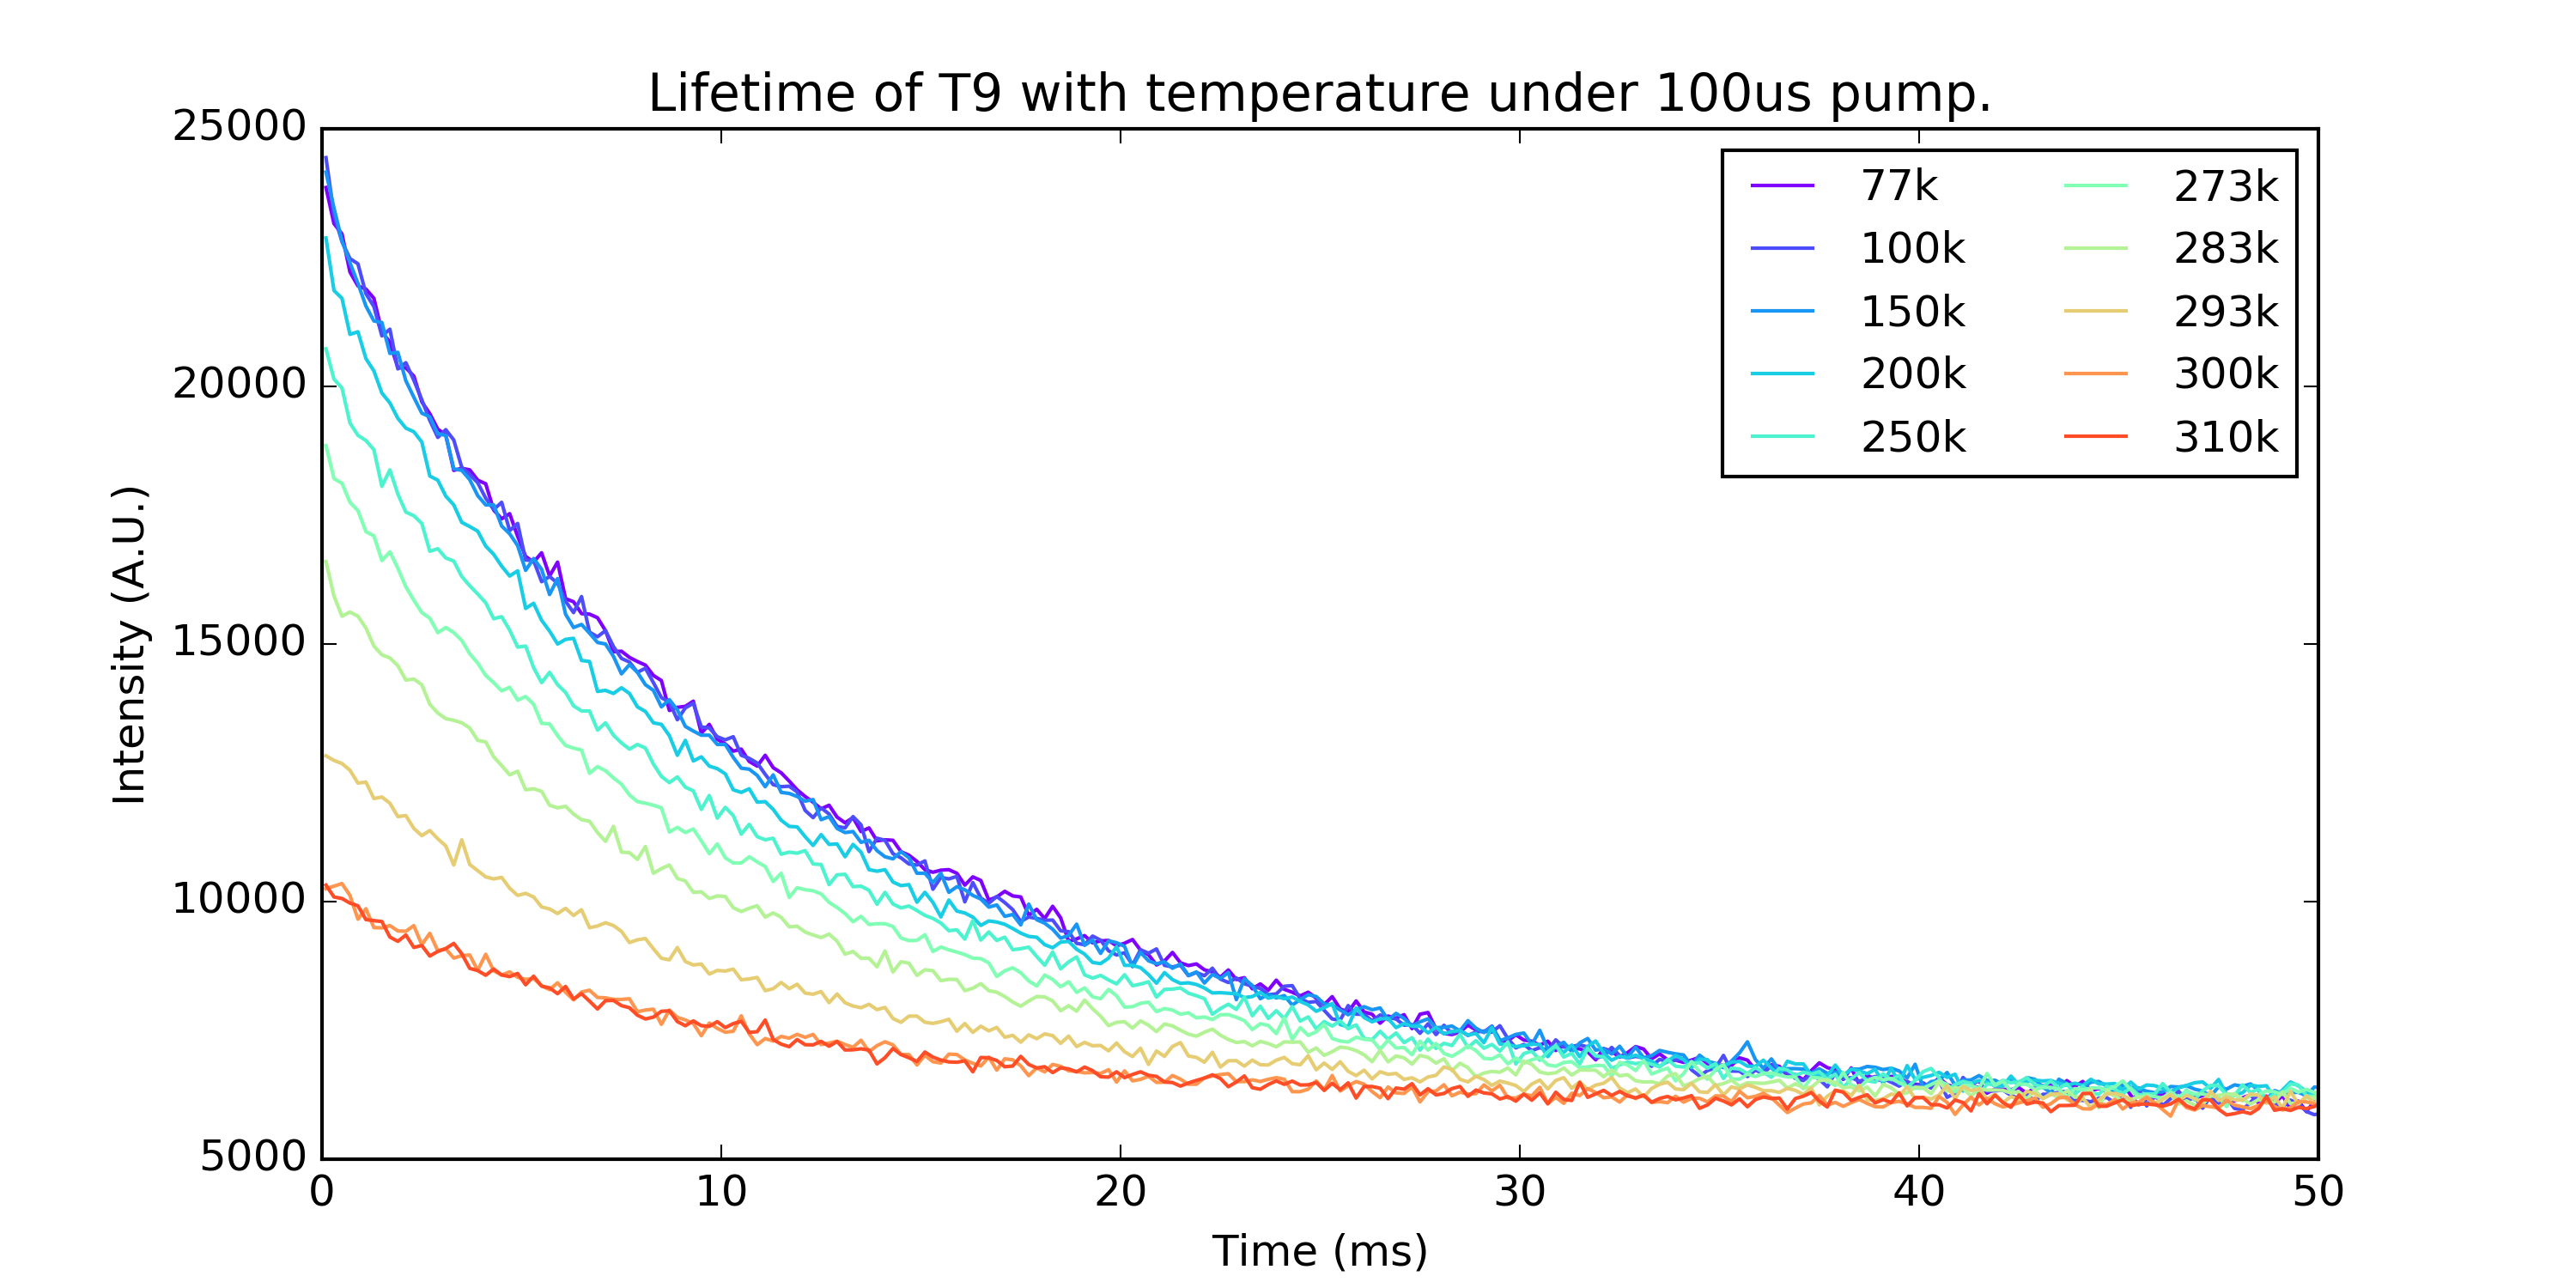 Lifetime of T9 with temperature under 100us pump.
25000
20000
15000
10000
5000
Intensity (A.U.)
77k
100k
150k
200k
250k
273k
283k
293k
300k
310k
0 10 20 30 40 50
Time (ms)